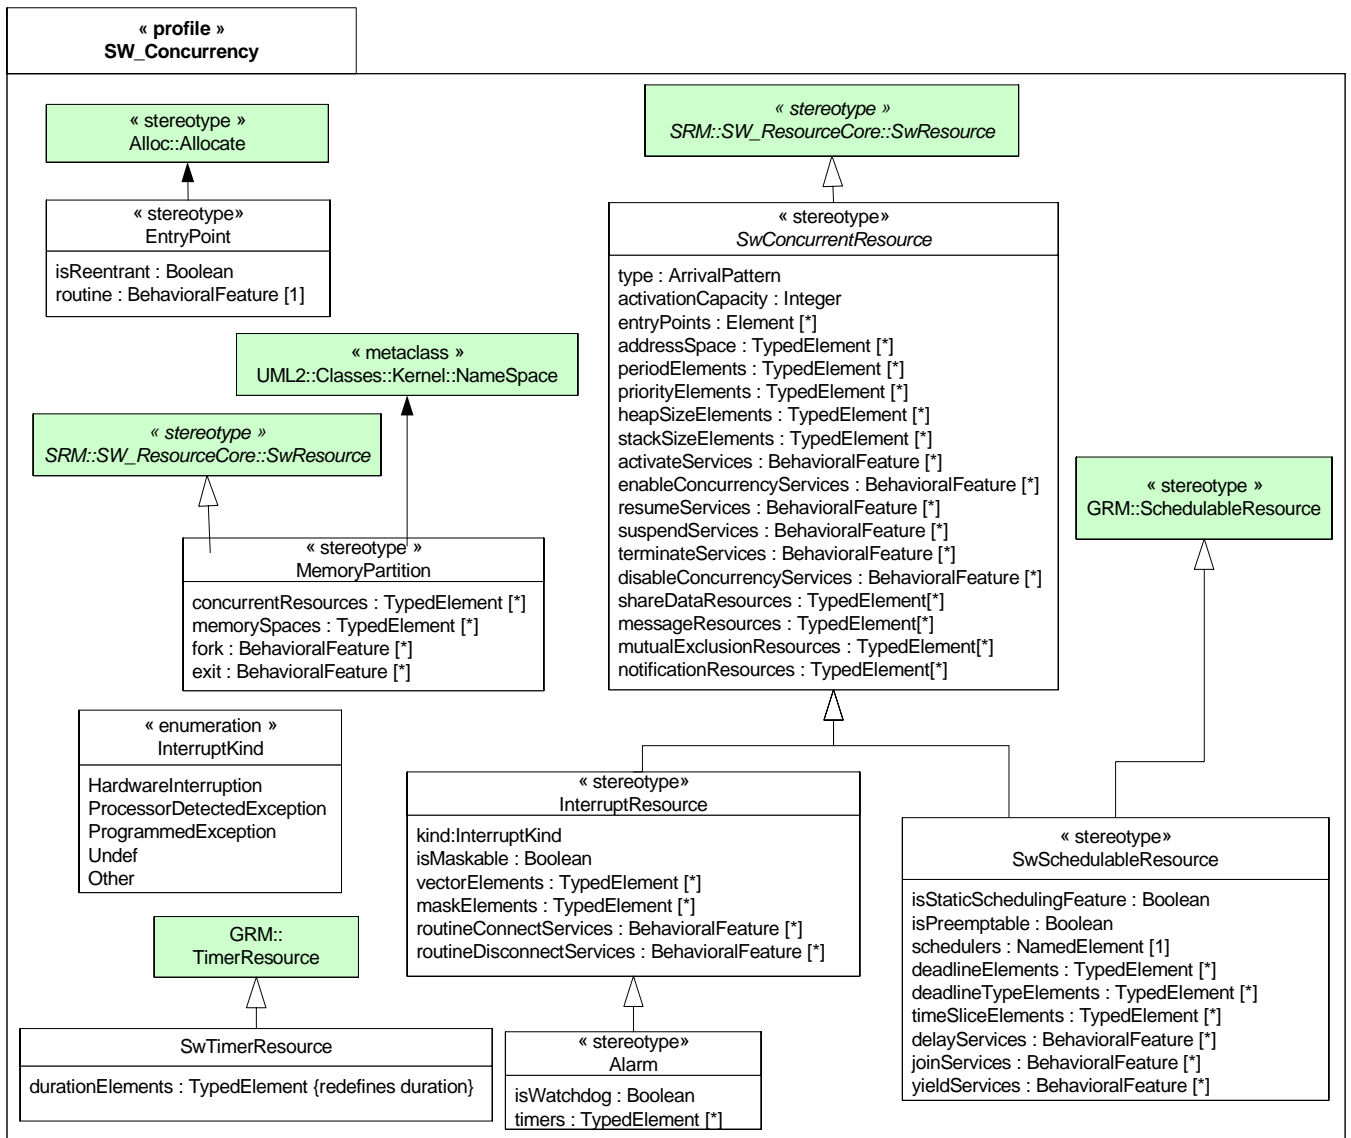 « profile »
SW_Concurrency
« stereotype »
Alloc::Allocate
« stereotype»
EntryPoint
isReentrant : Boolean
routine : BehavioralFeature [1]
« metaclass »
UML2::Classes::Kernel::NameSpace
« stereotype »
SRM::SW_ResourceCore::SwResource
« stereotype »
MemoryPartition
concurrentResources : TypedElement [*]
memorySpaces : TypedElement [*]
fork : BehavioralFeature [*]
exit : BehavioralFeature [*]
« enumeration »
InterruptKind
HardwareInterruption
ProcessorDetectedException
ProgrammedException
Undef
Other
GRM::
TimerResource
SwTimerResource
durationElements : TypedElement {redefines duration}
« stereotype »
SRM::SW_ResourceCore::SwResource
« stereotype»
SwConcurrentResource
type : ArrivalPattern
activationCapacity : Integer
entryPoints : Element [*]
addressSpace : TypedElement [*]
periodElements : TypedElement [*]
priorityElements : TypedElement [*]
heapSizeElements : TypedElement [*]
stackSizeElements : TypedElement [*]
activateServices : BehavioralFeature [*]
enableConcurrencyServices : BehavioralFeature [*]
resumeServices : BehavioralFeature [*]
suspendServices : BehavioralFeature [*]
terminateServices : BehavioralFeature [*]
disableConcurrencyServices : BehavioralFeature [*]
shareDataResources : TypedElement[*]
messageResources : TypedElement[*]
mutualExclusionResources : TypedElement[*]
notificationResources : TypedElement[*]
« stereotype »
GRM::SchedulableResource
« stereotype»
InterruptResource
kind:InterruptKind
isMaskable : Boolean
vectorElements : TypedElement [*]
maskElements : TypedElement [*]
routineConnectServices : BehavioralFeature [*]
routineDisconnectServices : BehavioralFeature [*]
« stereotype»
Alarm
isWatchdog : Boolean
timers : TypedElement [*]
« stereotype»
SwSchedulableResource
isStaticSchedulingFeature : Boolean
isPreemptable : Boolean
schedulers : NamedElement [1]
deadlineElements : TypedElement [*]
deadlineTypeElements : TypedElement [*]
timeSliceElements : TypedElement [*]
delayServices : BehavioralFeature [*]
joinServices : BehavioralFeature [*]
yieldServices : BehavioralFeature [*]